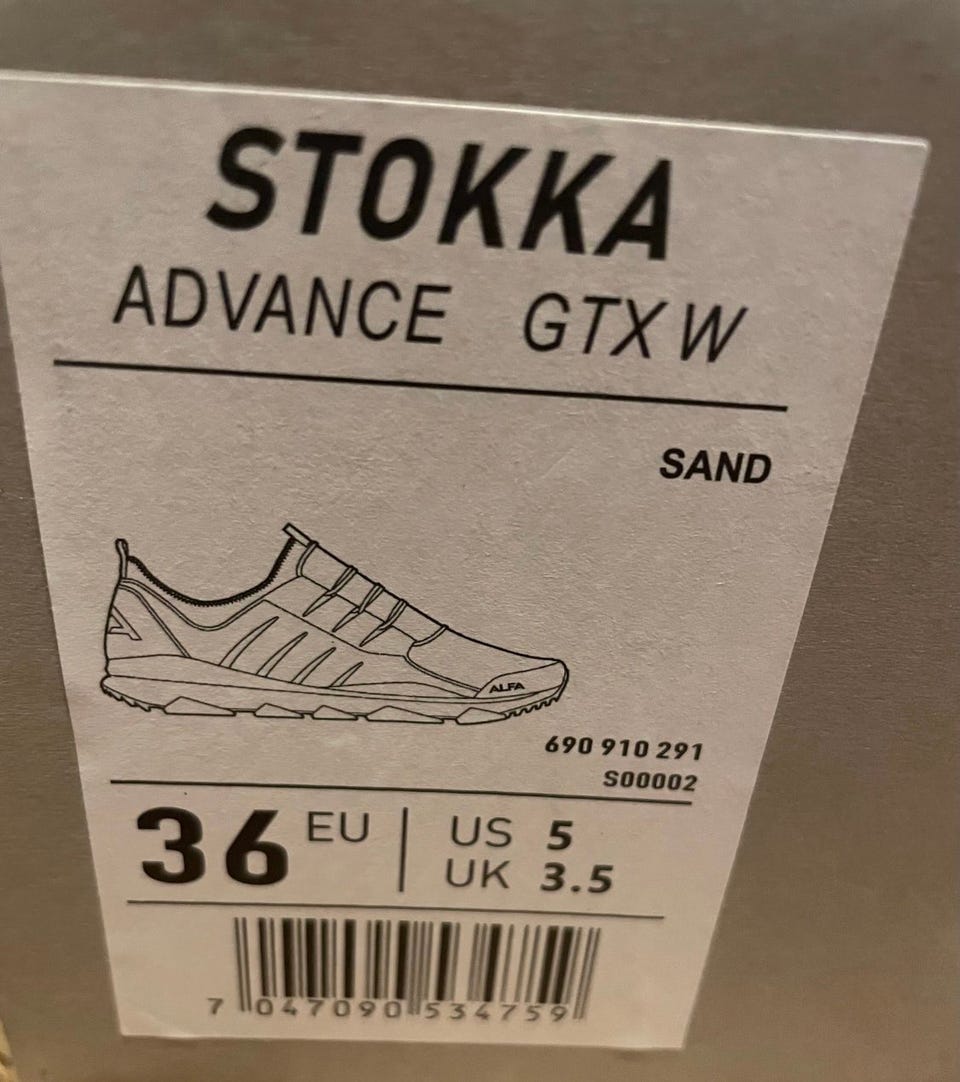 STOKKA
ADVANCE GTX W
SAND
ALFA
690 910 291
S00002
36 EU | US 5
UK 3.5
7 047090 534759